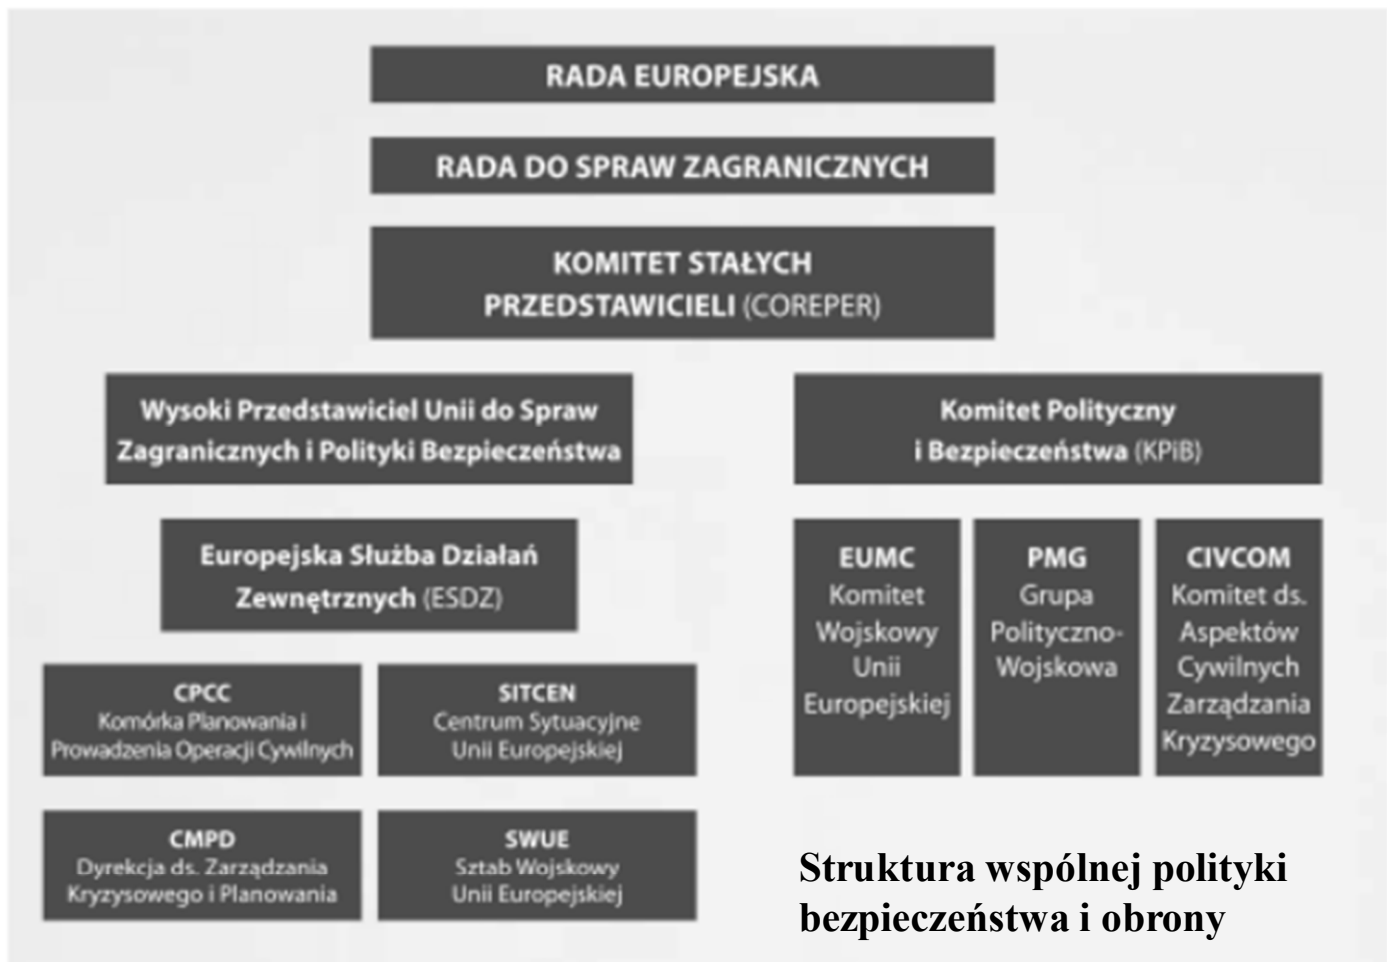 RADA EUROPEJSKA
RADA DO SPRAW ZAGRANICZNYCH
KOMITET STAŁYCH
PRZEDSTAWICIELI (COREPER)
Wysoki Przedstawiciel Unii do Spraw
Zagranicznych i Polityki Bezpieczeństwa
Europejska Służba Działań
Zewnętrznych (ESDZ)
CPCC
Komórka Planowania i
Prowadzenia Operacji Cywilnych
SITCEN
Centrum Sytuacyjne
Unii Europejskiej
CMPD
Dyrekcja ds. Zarządzania
Kryzysowego i Planowania
SWUE
Sztab Wojskowy
Unii Europejskiej
Komitet Polityczny
i Bezpieczeństwa (KPiB)
EUMC
Komitet
Wojskowy
Unii
Europejskiej
PMG
Grupa
Polityczno-
Wojskowa
CIVCOM
Komitet ds.
Aspektów
Cywilnych
Zarządzania
Kryzysowego
Struktura wspólnej polityki
bezpieczeństwa i obrony